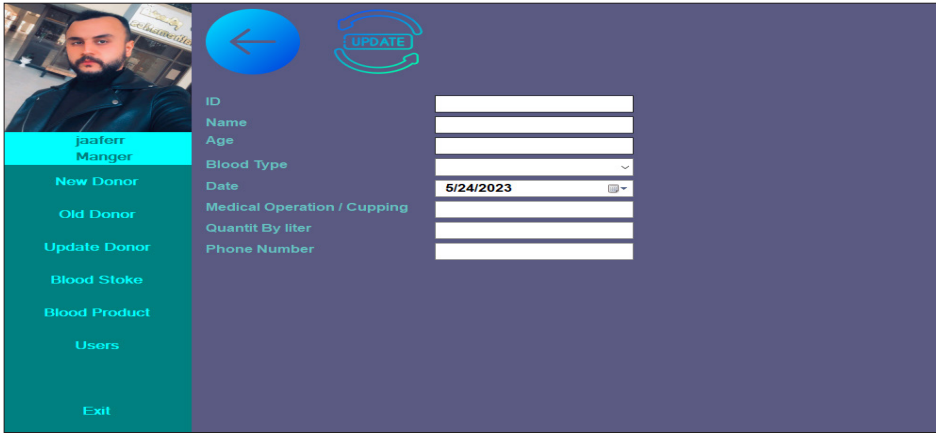 jaaferr
Manger
New Donor
Old Donor
Update Donor
Blood Stoke
Blood Product
Users
Exit
UPDATE
ID
Name
Age
Blood Type
Date
5/24/2023
Medical Operation / Cupping
Quantit By liter
Phone Number